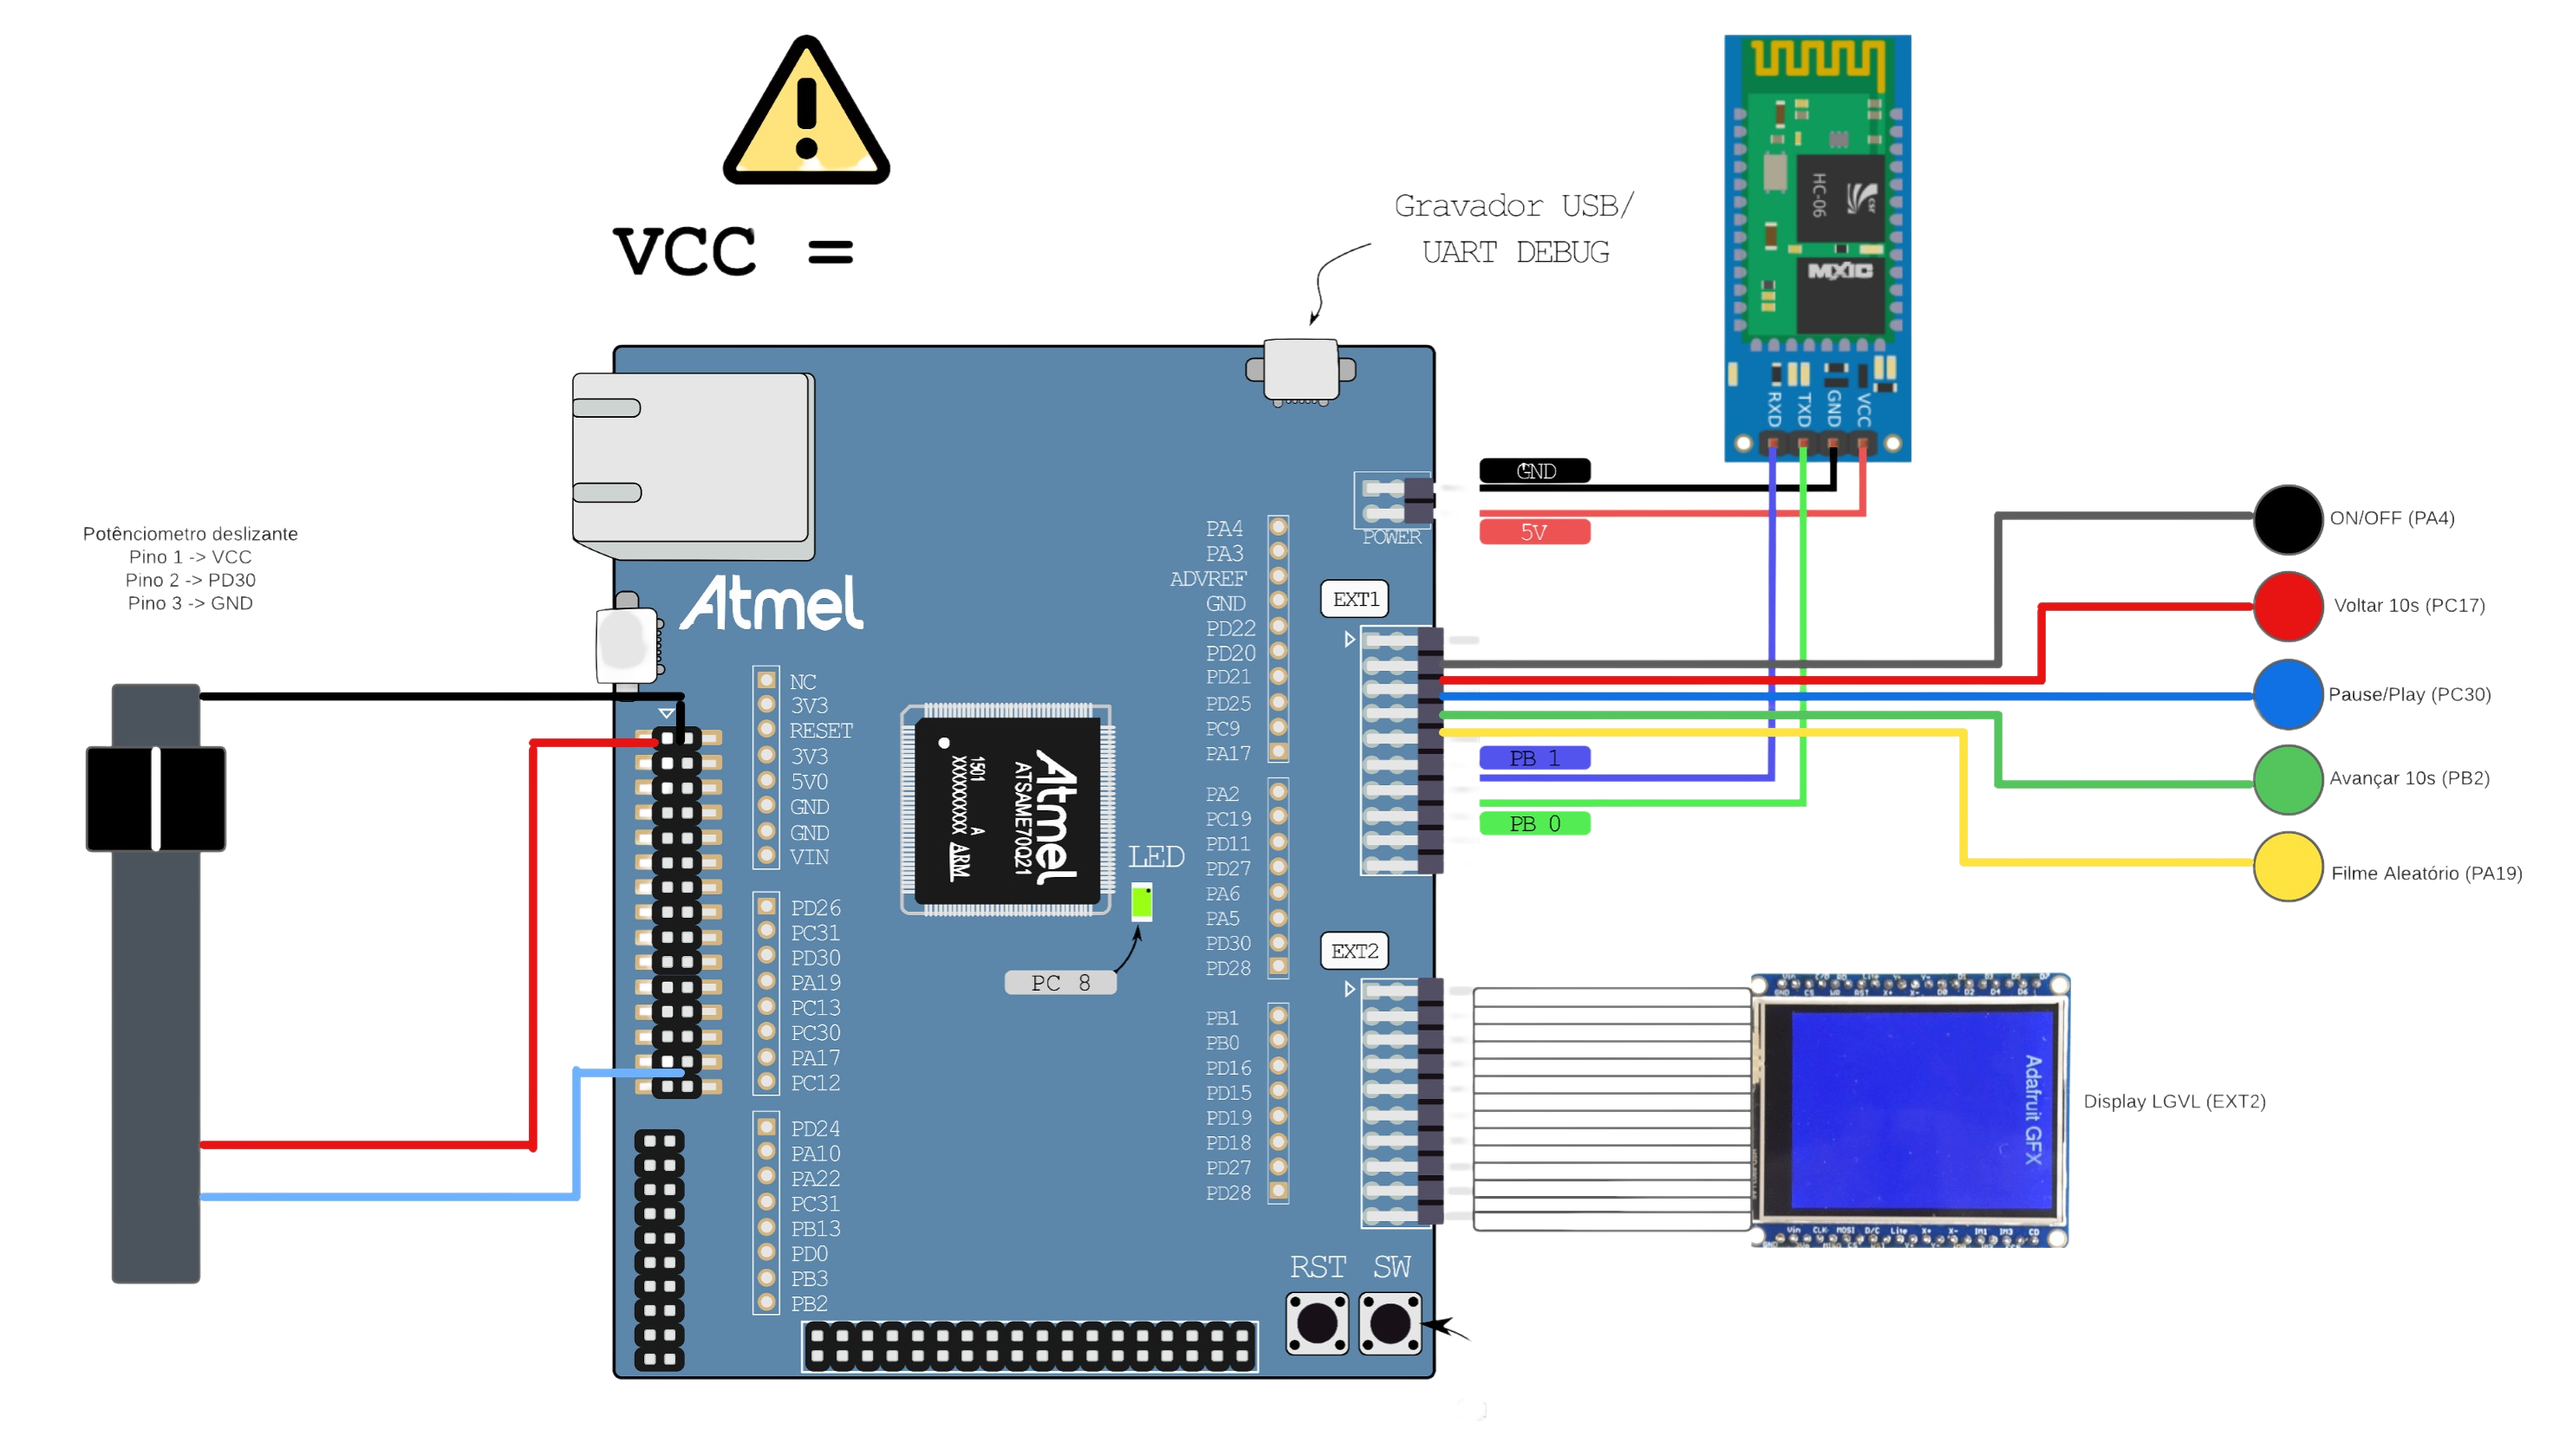 VCC =
Gravador USB/
UART DEBUG
HC-06
CSR
MXIC
RXD
TXD
GND
VCC
GND
5V
POWER
EXT1
ON/OFF (PA4)
Voltar 10s (PC17)
Pause/Play (PC30)
Avançar 10s (PB2)
Filme Aleatório (PA19)
PB 1
PB 0
Potênciometro deslizante
Pino 1 -> VCC
Pino 2 -> PD30
Pino 3 -> GND
Atmel
NC
3V3
RESET
3V3
5V0
GND
GND
VIN
PD26
PC31
PD30
PA19
PC13
PC30
PA17
PC12
PD24
PA10
PA22
PC31
PB13
PD0
PB3
PB2
Atmel
ATSAME70Q21
1501 A
XXXXXXXXXX ARM
LED
PC 8
PA4
PA3
ADVREF
GND
PD22
PD20
PD21
PD25
PC9
PA17
PA2
PC19
PD11
PD27
PA6
PA5
PD30
PD28
PB1
PB0
PD16
PD15
PD19
PD18
PD27
PD28
EXT2
RST SW
Adafruit GFX
Display LGVL (EXT2)